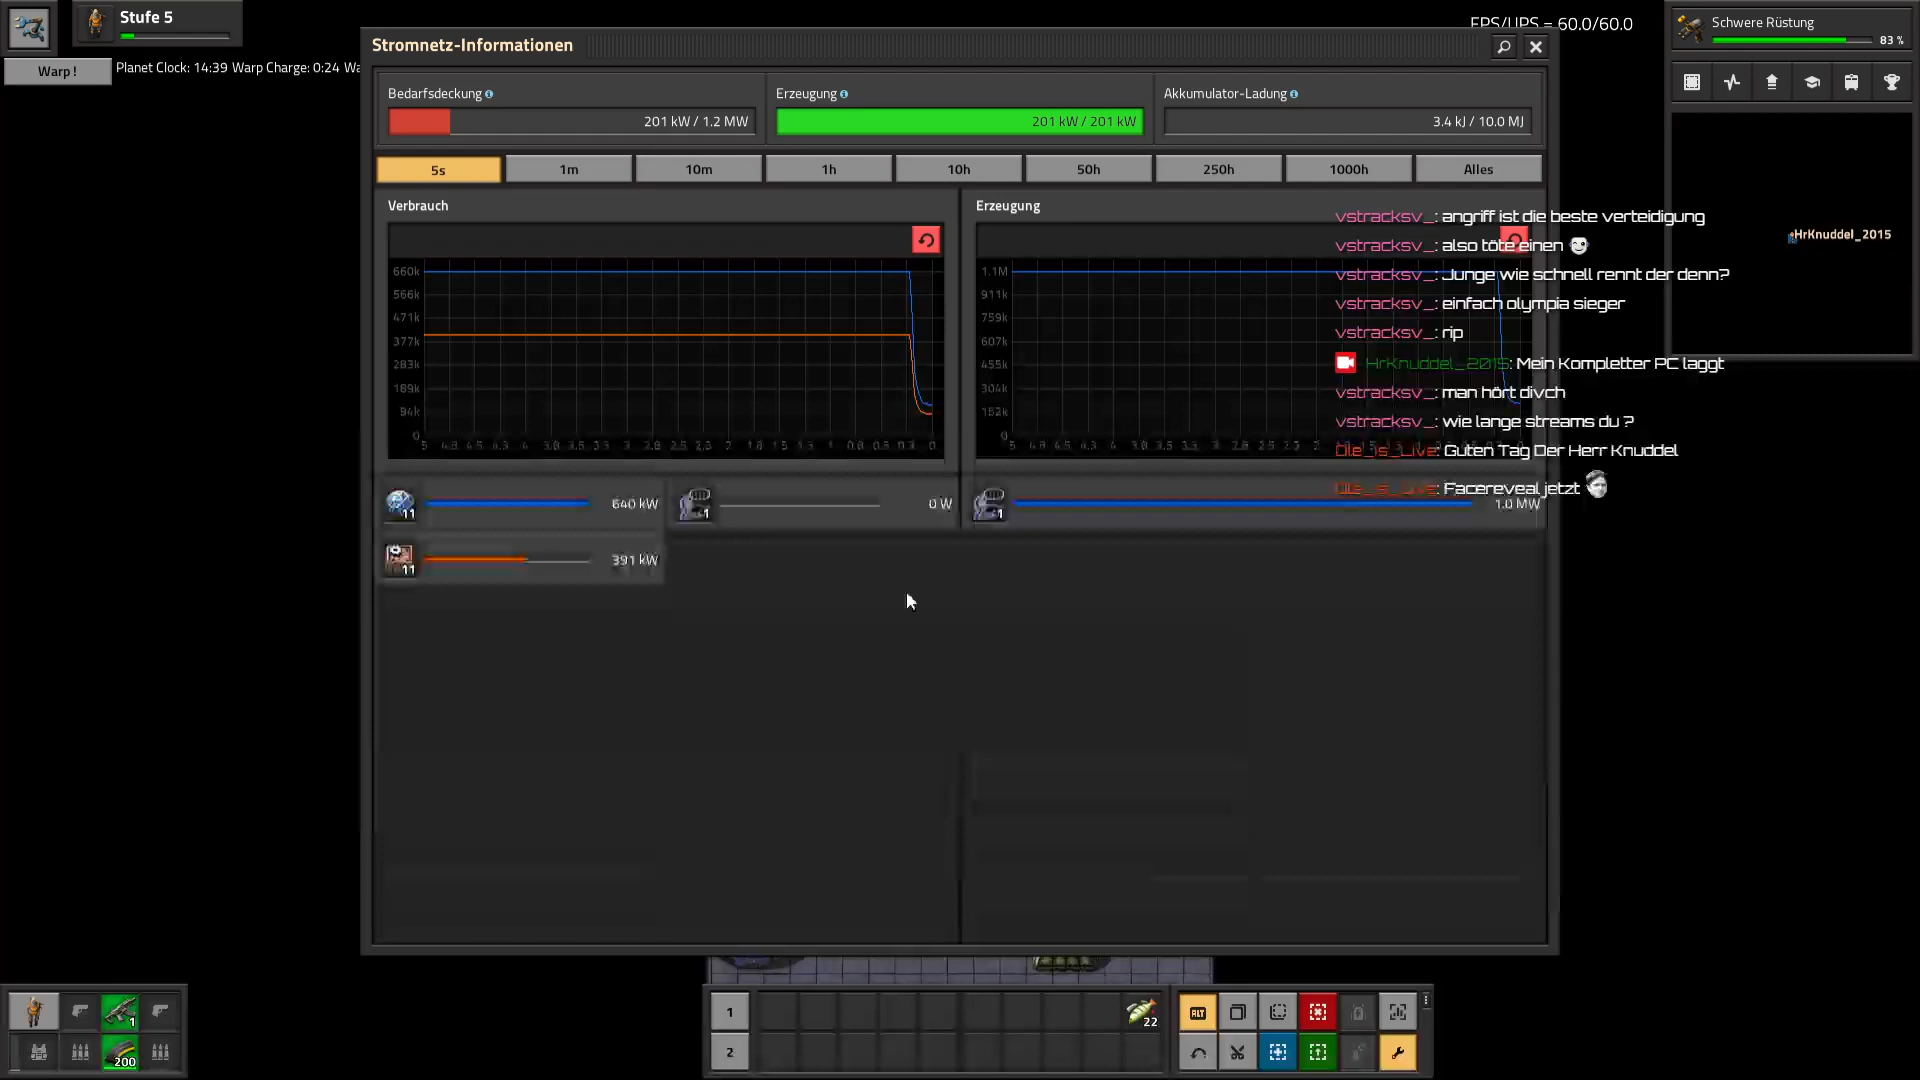 Stufe 5
FPS/UPS = 60.0/60.0
Schwere Rüstung
83 %
Warp !
Planet Clock: 14:39 Warp Charge: 0:24 Wa
Stromnetz-Informationen
Bedarfsdeckung
201 kW / 1.2 MW
Erzeugung
201 kW / 201 kW
Akkumulator-Ladung
3.4 kJ / 10.0 MJ
5s
1m
10m
1h
10h
50h
250h
1000h
Alles
Verbrauch
660k
566k
471k
377k
283k
189k
94k
0
Erzeugung
1.1M
911k
759k
607k
455k
304k
152k
0
640 kW
11
0 W
1
1.0 MW
1
391 kW
11
HrKnuddel_2015
vstracksv_: angriff ist die beste verteidigung
vstracksv_: also töte einen
vstracksv_: Junge wie schnell rennt der denn?
vstracksv_: einfach olympia sieger
vstracksv_: rip
HrKnuddel_2015: Mein Kompletter PC laggt
vstracksv_: man hört divch
vstracksv_: wie lange streams du ?
Ole_is_Live: Guten Tag Der Herr Knuddel
Ole_is_Live: Facereveal jetzt
1
200
1
2
22
ALT